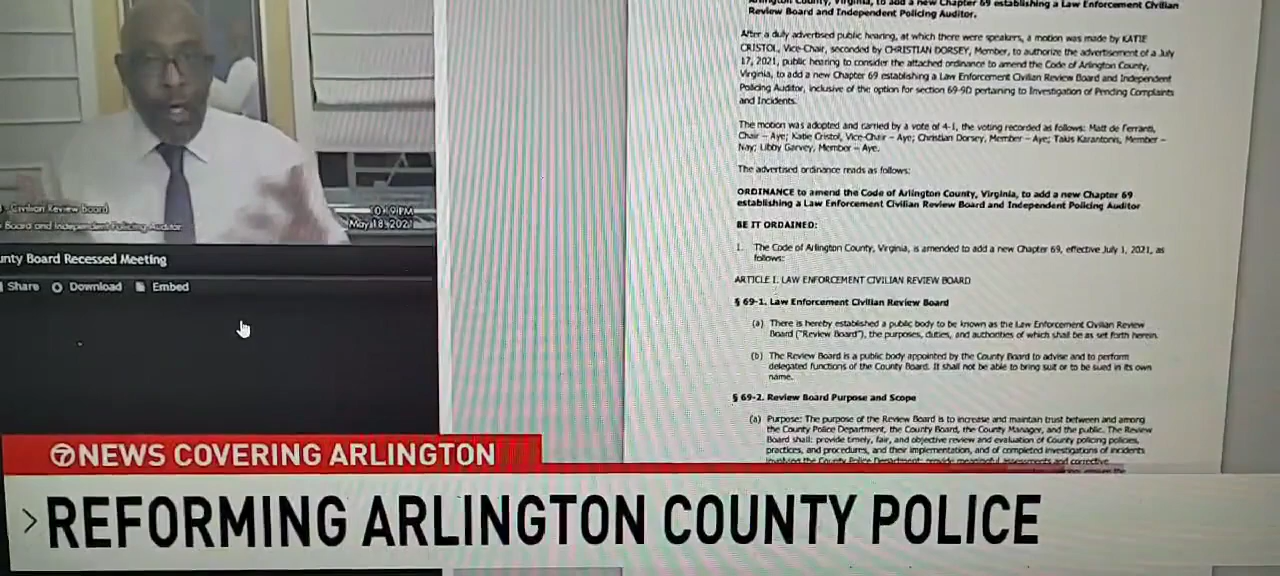 - Civilian Review Board
Board and Independent Policing Auditor
May 18, 202
unty Board Recessed Meeting
Share Download Embed
Arlington County, Virginia, to add a new Chapter 69 establishing a Law Enforcement Civilian
Review Board and Independent Policing Auditor.
After a duly advertised public hearing, at which there were speakers, a motion was made by KATIE
CRISTOL, Vice-Chair, seconded by CHRISTIAN DORSEY, Member, to authorize the advertisement of a July
17, 2021, public hearing to consider the attached ordinance to amend the Code of Arlington County,
Virginia, to add a new Chapter 69 establishing a Law Enforcement Civilian Review Board and Independent
Policing Auditor, inclusive of the option for section 69-9D pertaining to Investigation of Pending Complaints
and Incidents.
The motion was adopted and carried by a vote of 4-1, the voting recorded as follows: Matt de Ferranti,
Chair – Aye; Katie Cristol, Vice-Chair – Aye; Christian Dorsey, Member – Aye; Takis Karantonis, Member –
Nay; Libby Garvey, Member – Aye.
The advertised ordinance reads as follows:
ORDINANCE to amend the Code of Arlington County, Virginia, to add a new Chapter 69
establishing a Law Enforcement Civilian Review Board and Independent Policing Auditor
BE IT ORDAINED:
1. The Code of Arlington County, Virginia, is amended to add a new Chapter 69, effective July 1, 2021, as
follows:
ARTICLE I. LAW ENFORCEMENT CIVILIAN REVIEW BOARD
§ 69-1. Law Enforcement Civilian Review Board
(a) There is hereby established a public body to be known as the Law Enforcement Civilian Review
Board ("Review Board"), the purposes, duties, and authorities of which shall be as set forth herein.
(b) The Review Board is a public body appointed by the County Board to advise and to perform
delegated functions of the County Board. It shall not be able to bring suit or to be sued in its own
name.
§ 69-2. Review Board Purpose and Scope
(a) Purpose: The purpose of the Review Board is to increase and maintain trust between and among
the County Police Department, the County Board, the County Manager, and the public. The Review
Board shall: provide timely, fair, and objective review and evaluation of County policing policies,
practices, and procedures, and their implementation, and of completed investigations of incidents
involving the County Police Department; provide meaningful assessments and corrective
7NEWS COVERING ARLINGTON
> REFORMING ARLINGTON COUNTY POLICE